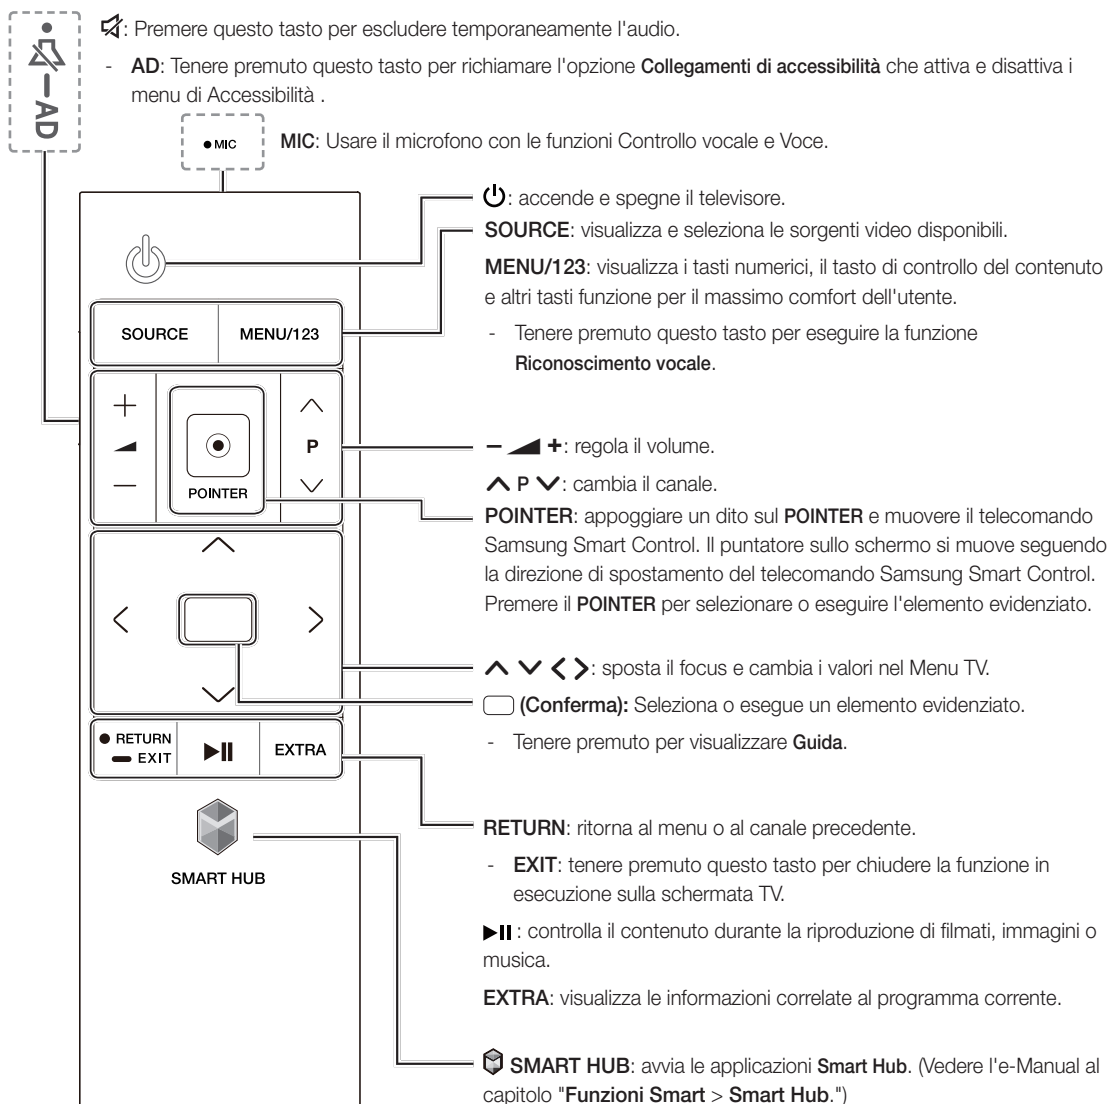 : Premere questo tasto per escludere temporaneamente l'audio.
- AD: Tenere premuto questo tasto per richiamare l'opzione Collegamenti di accessibilità che attiva e disattiva i
menu di Accessibilità .
AD
MIC
MIC: Usare il microfono con le funzioni Controllo vocale e Voce.
: accende e spegne il televisore.
SOURCE: visualizza e seleziona le sorgenti video disponibili.
MENU/123: visualizza i tasti numerici, il tasto di controllo del contenuto
e altri tasti funzione per il massimo comfort dell'utente.
- Tenere premuto questo tasto per eseguire la funzione
Riconoscimento vocale.
SOURCE
MENU/123
P
POINTER
− +: regola il volume.
P : cambia il canale.
POINTER: appoggiare un dito sul POINTER e muovere il telecomando
Samsung Smart Control. Il puntatore sullo schermo si muove seguendo
la direzione di spostamento del telecomando Samsung Smart Control.
Premere il POINTER per selezionare o eseguire l'elemento evidenziato.
: sposta il focus e cambia i valori nel Menu TV.
(Conferma): Seleziona o esegue un elemento evidenziato.
- Tenere premuto per visualizzare Guida.
RETURN
EXIT
EXTRA
SMART HUB
RETURN: ritorna al menu o al canale precedente.
- EXIT: tenere premuto questo tasto per chiudere la funzione in
esecuzione sulla schermata TV.
: controlla il contenuto durante la riproduzione di filmati, immagini o
musica.
EXTRA: visualizza le informazioni correlate al programma corrente.
SMART HUB: avvia le applicazioni Smart Hub. (Vedere l'e-Manual al
capitolo "Funzioni Smart > Smart Hub.")